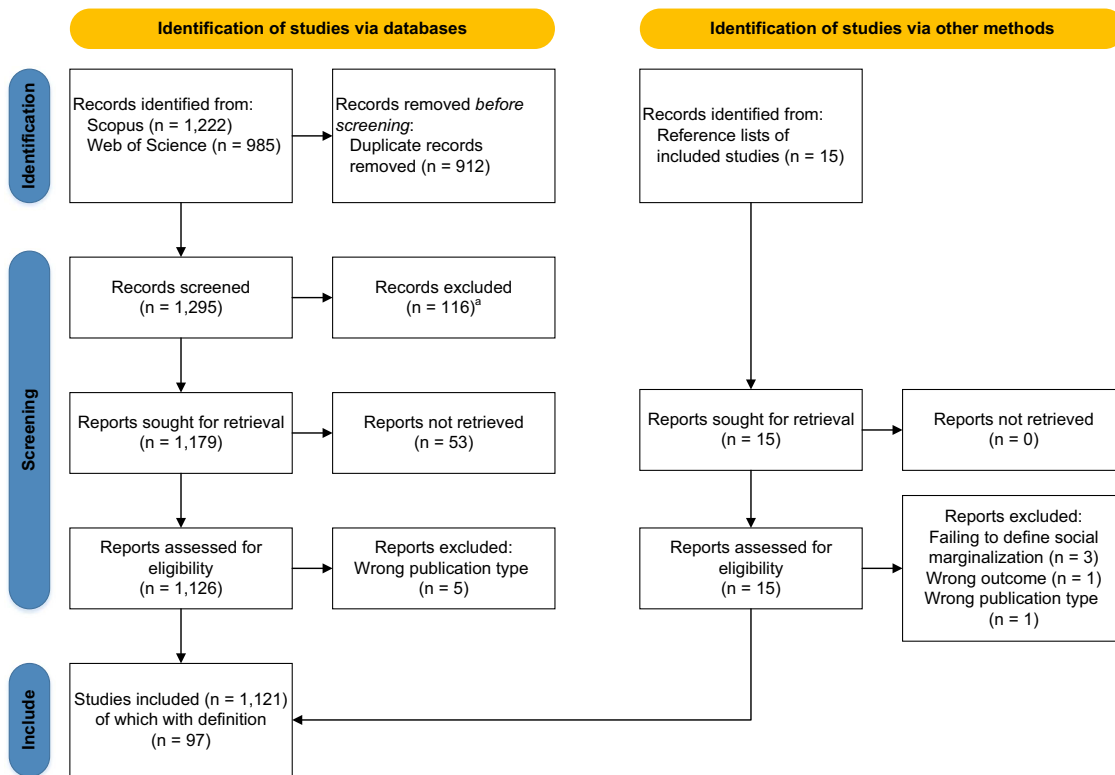 Identification of studies via databases
Identification of studies via other methods
Identification
Records identified from:
Scopus (n = 1,222)
Web of Science (n = 985)
Records removed before
screening:
Duplicate records
removed (n = 912)
Records identified from:
Reference lists of
included studies (n = 15)
Screening
Records screened
(n = 1,295)
Records excluded
(n = 116)a
Reports sought for retrieval
(n = 1,179)
Reports not retrieved
(n = 53)
Reports sought for retrieval
(n = 15)
Reports not retrieved
(n = 0)
Reports assessed for
eligibility
(n = 1,126)
Reports excluded:
Wrong publication type
(n = 5)
Reports assessed for
eligibility
(n = 15)
Reports excluded:
Failing to define social
marginalization (n = 3)
Wrong outcome (n = 1)
Wrong publication type
(n = 1)
Include
Studies included (n = 1,121)
of which with definition
(n = 97)